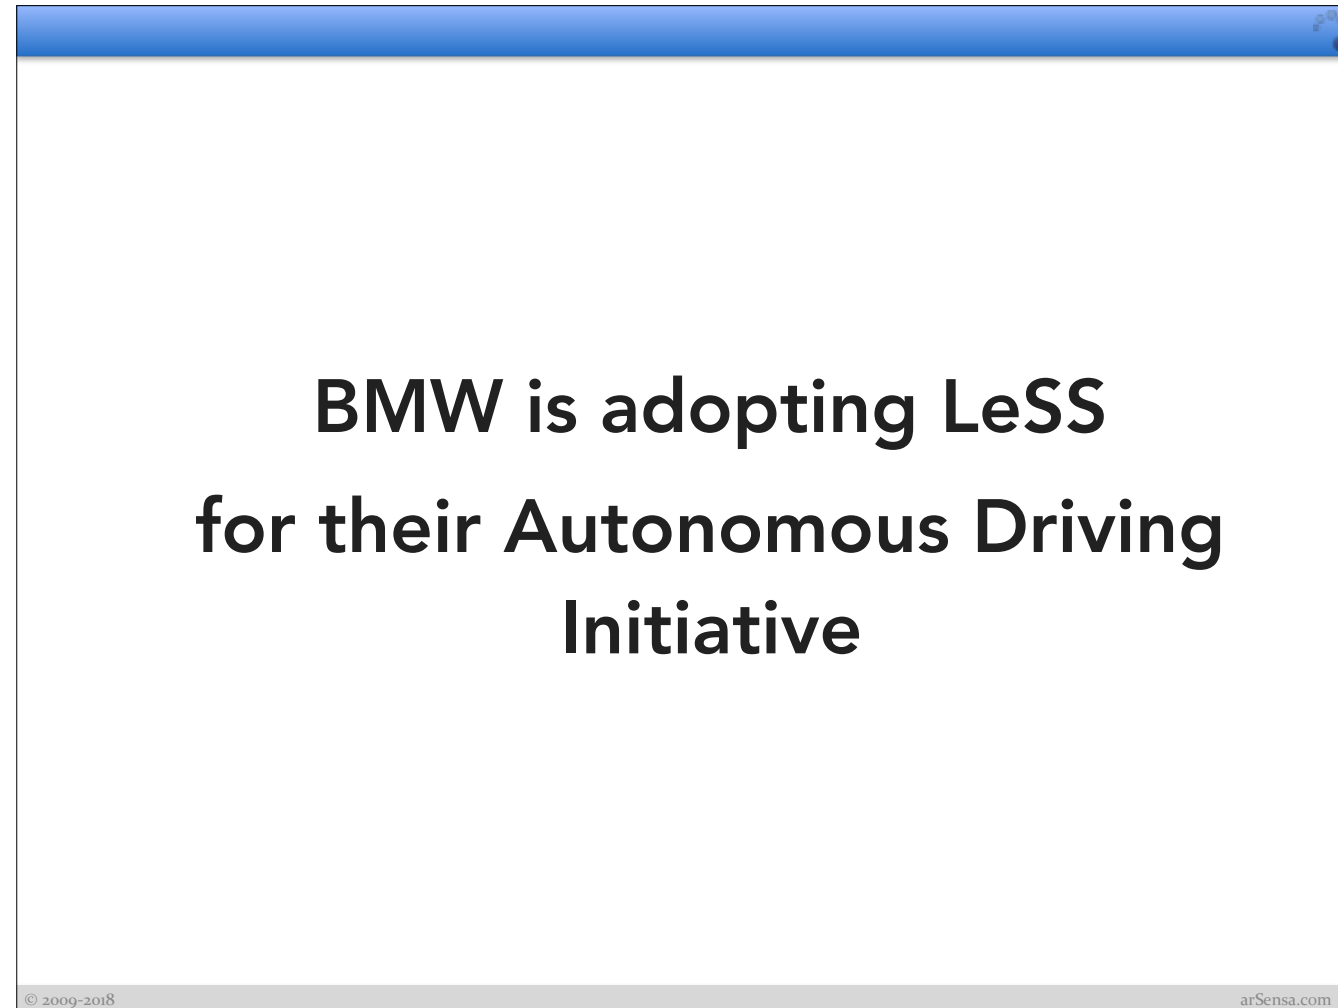 BMW is adopting LeSS
for their Autonomous Driving
Initiative
© 2009-2018
arSensa.com